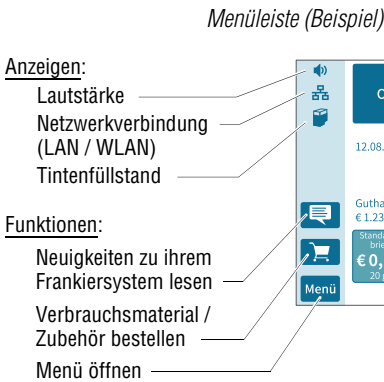 Menüleiste (Beispiel)
Anzeigen:
Lautstärke
Netzwerkverbindung
(LAN / WLAN)
Tintenfüllstand
Funktionen:
Neuigkeiten zu ihrem
Frankiersystem lesen
Verbrauchsmaterial /
Zubehör bestellen
Menü öffnen
12.08.
€ 1.23
€ 0,
20
Menü